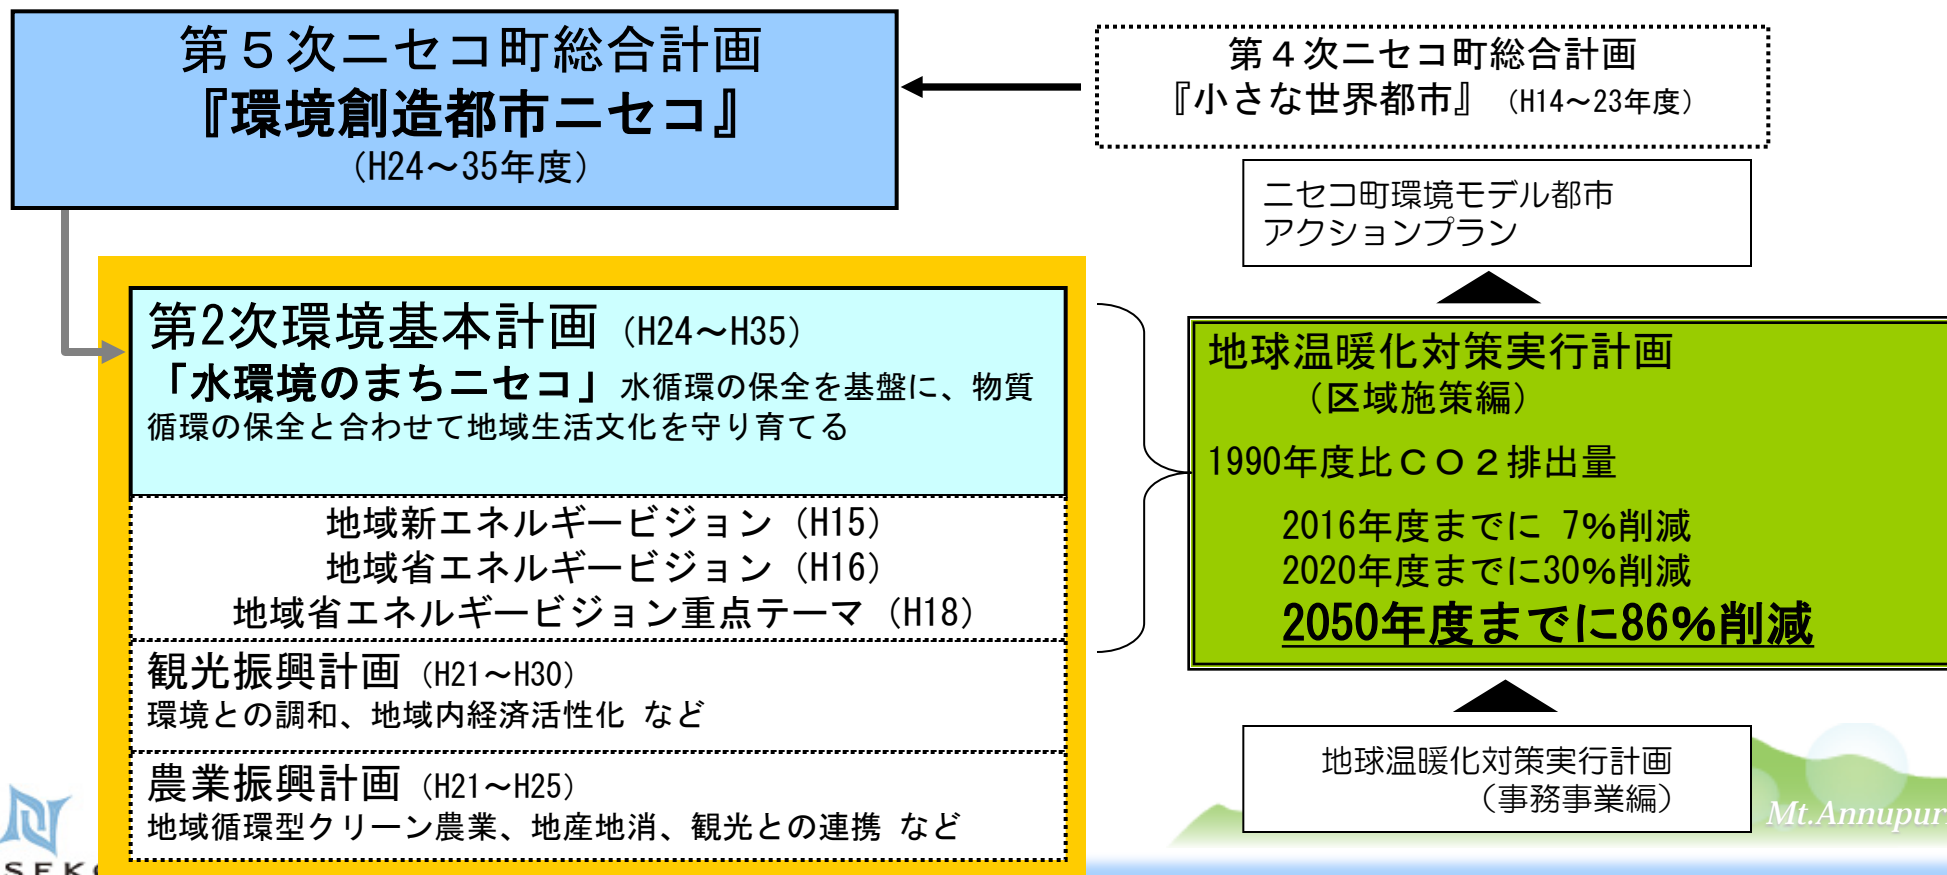 第５次ニセコ町総合計画
『環境創造都市ニセコ』
（H24～35年度）
第４次ニセコ町総合計画
『小さな世界都市』（H14～23年度）
ニセコ町環境モデル都市
アクションプラン
第2次環境基本計画（H24～H35）
「水環境のまちニセコ」水循環の保全を基盤に、物質
循環の保全と合わせて地域生活文化を守り育てる
地域新エネルギービジョン（H15）
地域省エネルギービジョン（H16）
地域省エネルギービジョン重点テーマ（H18）
観光振興計画（H21～H30）
環境との調和、地域内経済活性化 など
農業振興計画（H21～H25）
地域循環型クリーン農業、地産地消、観光との連携 など
地球温暖化対策実行計画
（区域施策編）
1990年度比ＣＯ２排出量
2016年度までに 7%削減
2020年度までに30%削減
2050年度までに86%削減
地球温暖化対策実行計画
（事務事業編）
Mt.Annupur